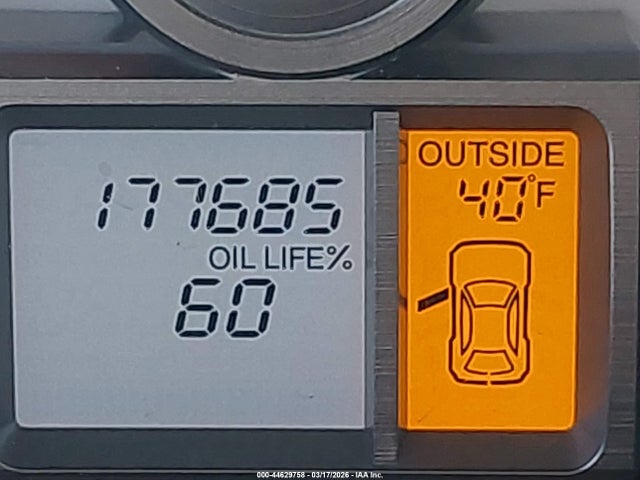 177685
OIL LIFE%
60
OUTSIDE
40°F
000-44629758 - 03/17/2026 - IAA Inc.